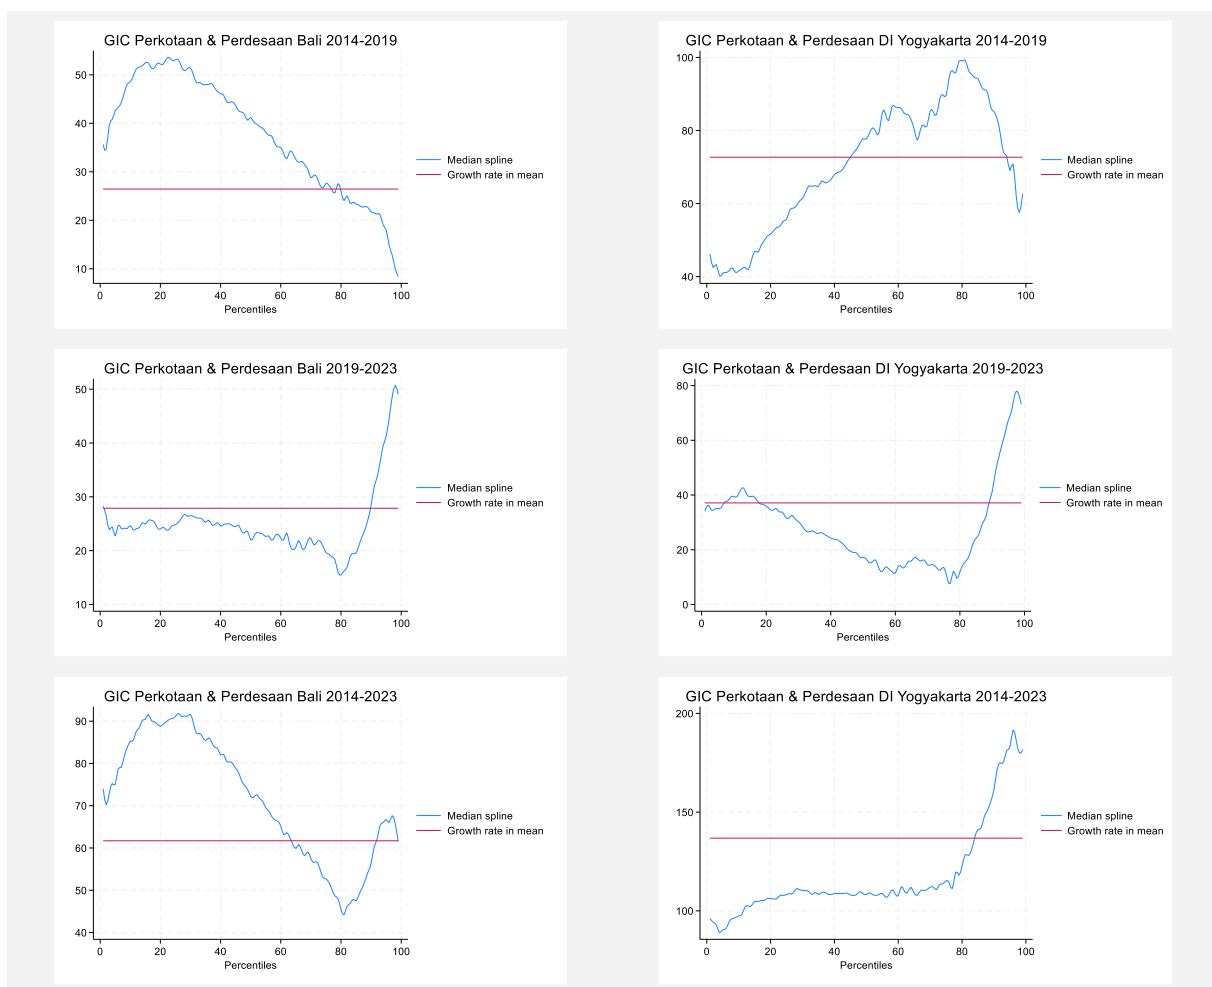 GIC Perkotaan & Perdesaan Bali 2014-2019
50
40
30
20
10
0 20 40 60 80 100
Percentiles
Median spline
Growth rate in mean
GIC Perkotaan & Perdesaan DI Yogyakarta 2014-2019
100
80
60
40
0 20 40 60 80 100
Percentiles
Median spline
Growth rate in mean
GIC Perkotaan & Perdesaan Bali 2019-2023
50
40
30
20
10
0 20 40 60 80 100
Percentiles
Median spline
Growth rate in mean
GIC Perkotaan & Perdesaan DI Yogyakarta 2019-2023
80
60
40
20
0
0 20 40 60 80 100
Percentiles
Median spline
Growth rate in mean
GIC Perkotaan & Perdesaan Bali 2014-2023
90
80
70
60
50
40
0 20 40 60 80 100
Percentiles
Median spline
Growth rate in mean
GIC Perkotaan & Perdesaan DI Yogyakarta 2014-2023
200
150
100
0 20 40 60 80 100
Percentiles
Median spline
Growth rate in mean